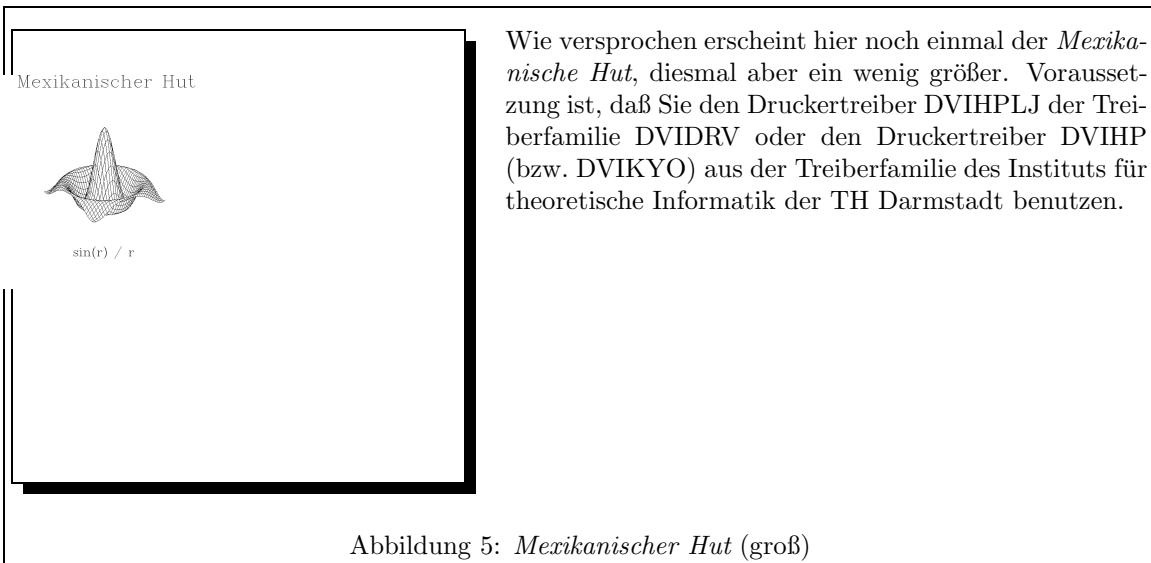 Mexikanischer Hut
sin(r) / r
Wie versprochen erscheint hier noch einmal der Mexika-
nische Hut, diesmal aber ein wenig größer. Vorausset-
zung ist, daß Sie den Druckertreiber DVIHPLJ der Trei-
berfamilie DVIDRV oder den Druckertreiber DVIHP
(bzw. DVIKYO) aus der Treiberfamilie des Instituts für
theoretische Informatik der TH Darmstadt benutzen.
Abbildung 5: Mexikanischer Hut (groß)